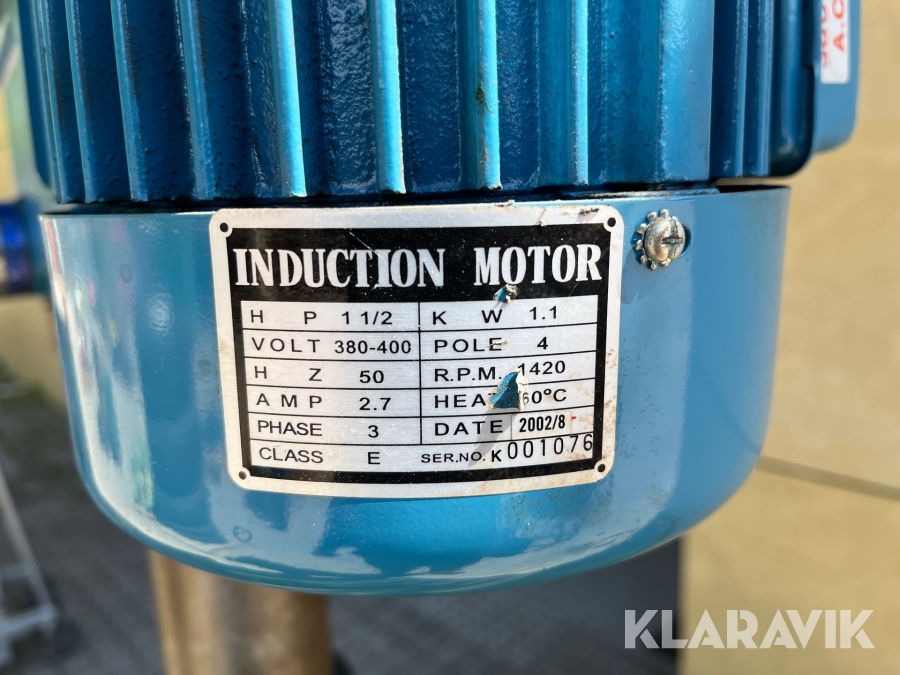 INDUCTION MOTOR
H P 1 1/2 K W 1.1
VOLT 380-400 POLE 4
H Z 50 R.P.M. 1420
A M P 2.7 60°C
PHASE 3 DATE 2002/8
CLASS E SER.NO. K001076
A.C
KLARAVIK